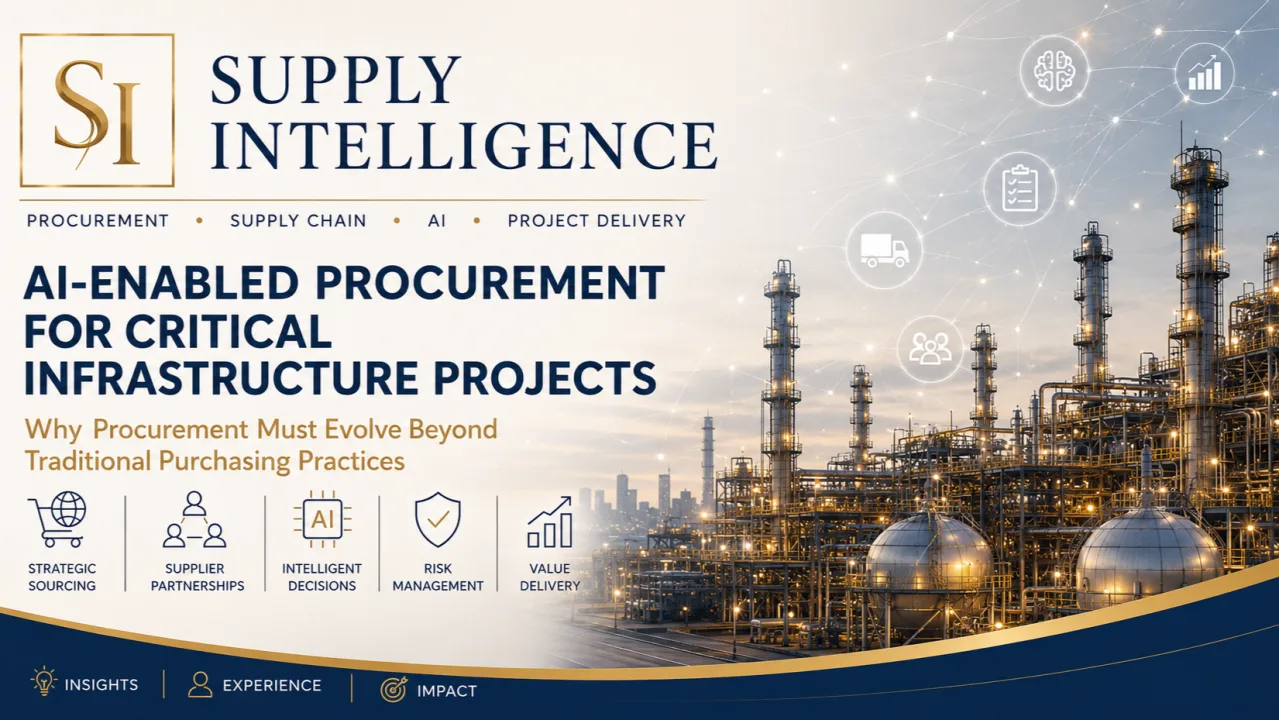 SI
SUPPLY
INTELLIGENCE
PROCUREMENT • SUPPLY CHAIN • AI • PROJECT DELIVERY
AI-ENABLED PROCUREMENT
FOR CRITICAL
INFRASTRUCTURE PROJECTS
Why Procurement Must Evolve Beyond
Traditional Purchasing Practices
AI
STRATEGIC
SOURCING
SUPPLIER
PARTNERSHIPS
INTELLIGENT
DECISIONS
RISK
MANAGEMENT
VALUE
DELIVERY
INSIGHTS
EXPERIENCE
IMPACT